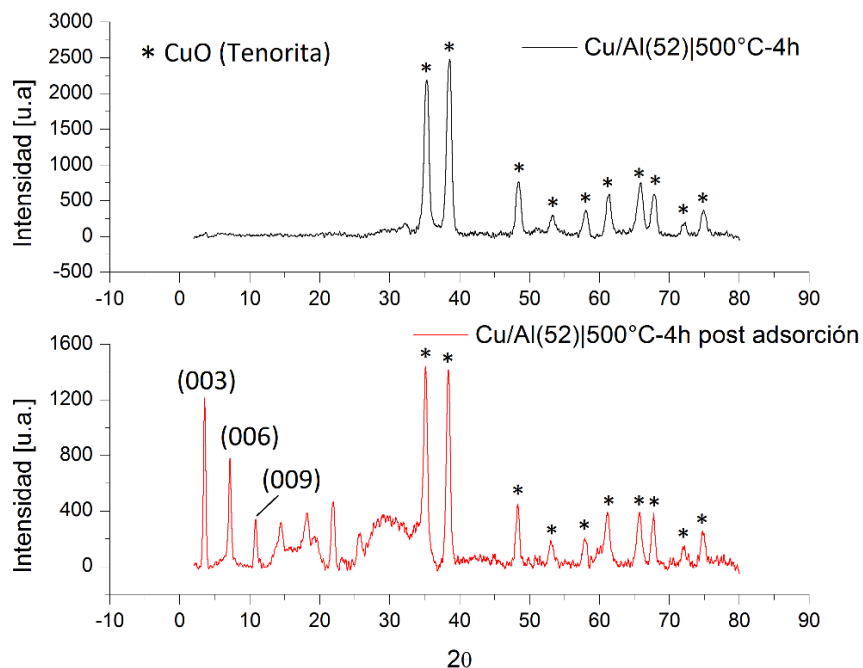 * CuO (Tenorita)
Cu/Al(52)|500°C-4h
Intensidad [u.a]
3000
2500
2000
1500
1000
500
0
-500
* * * * * * * * * *
-10 0 10 20 30 40 50 60 70 80 90
Cu/Al(52)|500°C-4h post adsorción
Intensidad [u.a.]
1600
1200
800
400
0
(003)
(006)
(009)
* * * * * * * * * *
-10 0 10 20 30 40 50 60 70 80 90
2θ